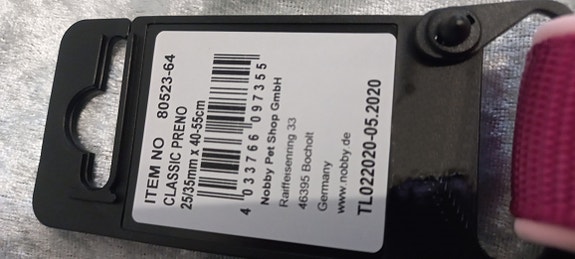 ITEM NO 80523-64
CLASSIC PRENO
25/35mm x 40-55cm
4 033766 097355
Nobby Pet Shop GmbH
Raiffeisenring 33
46395 Bocholt
Germany
www.nobby.de
TL022020-05.2020